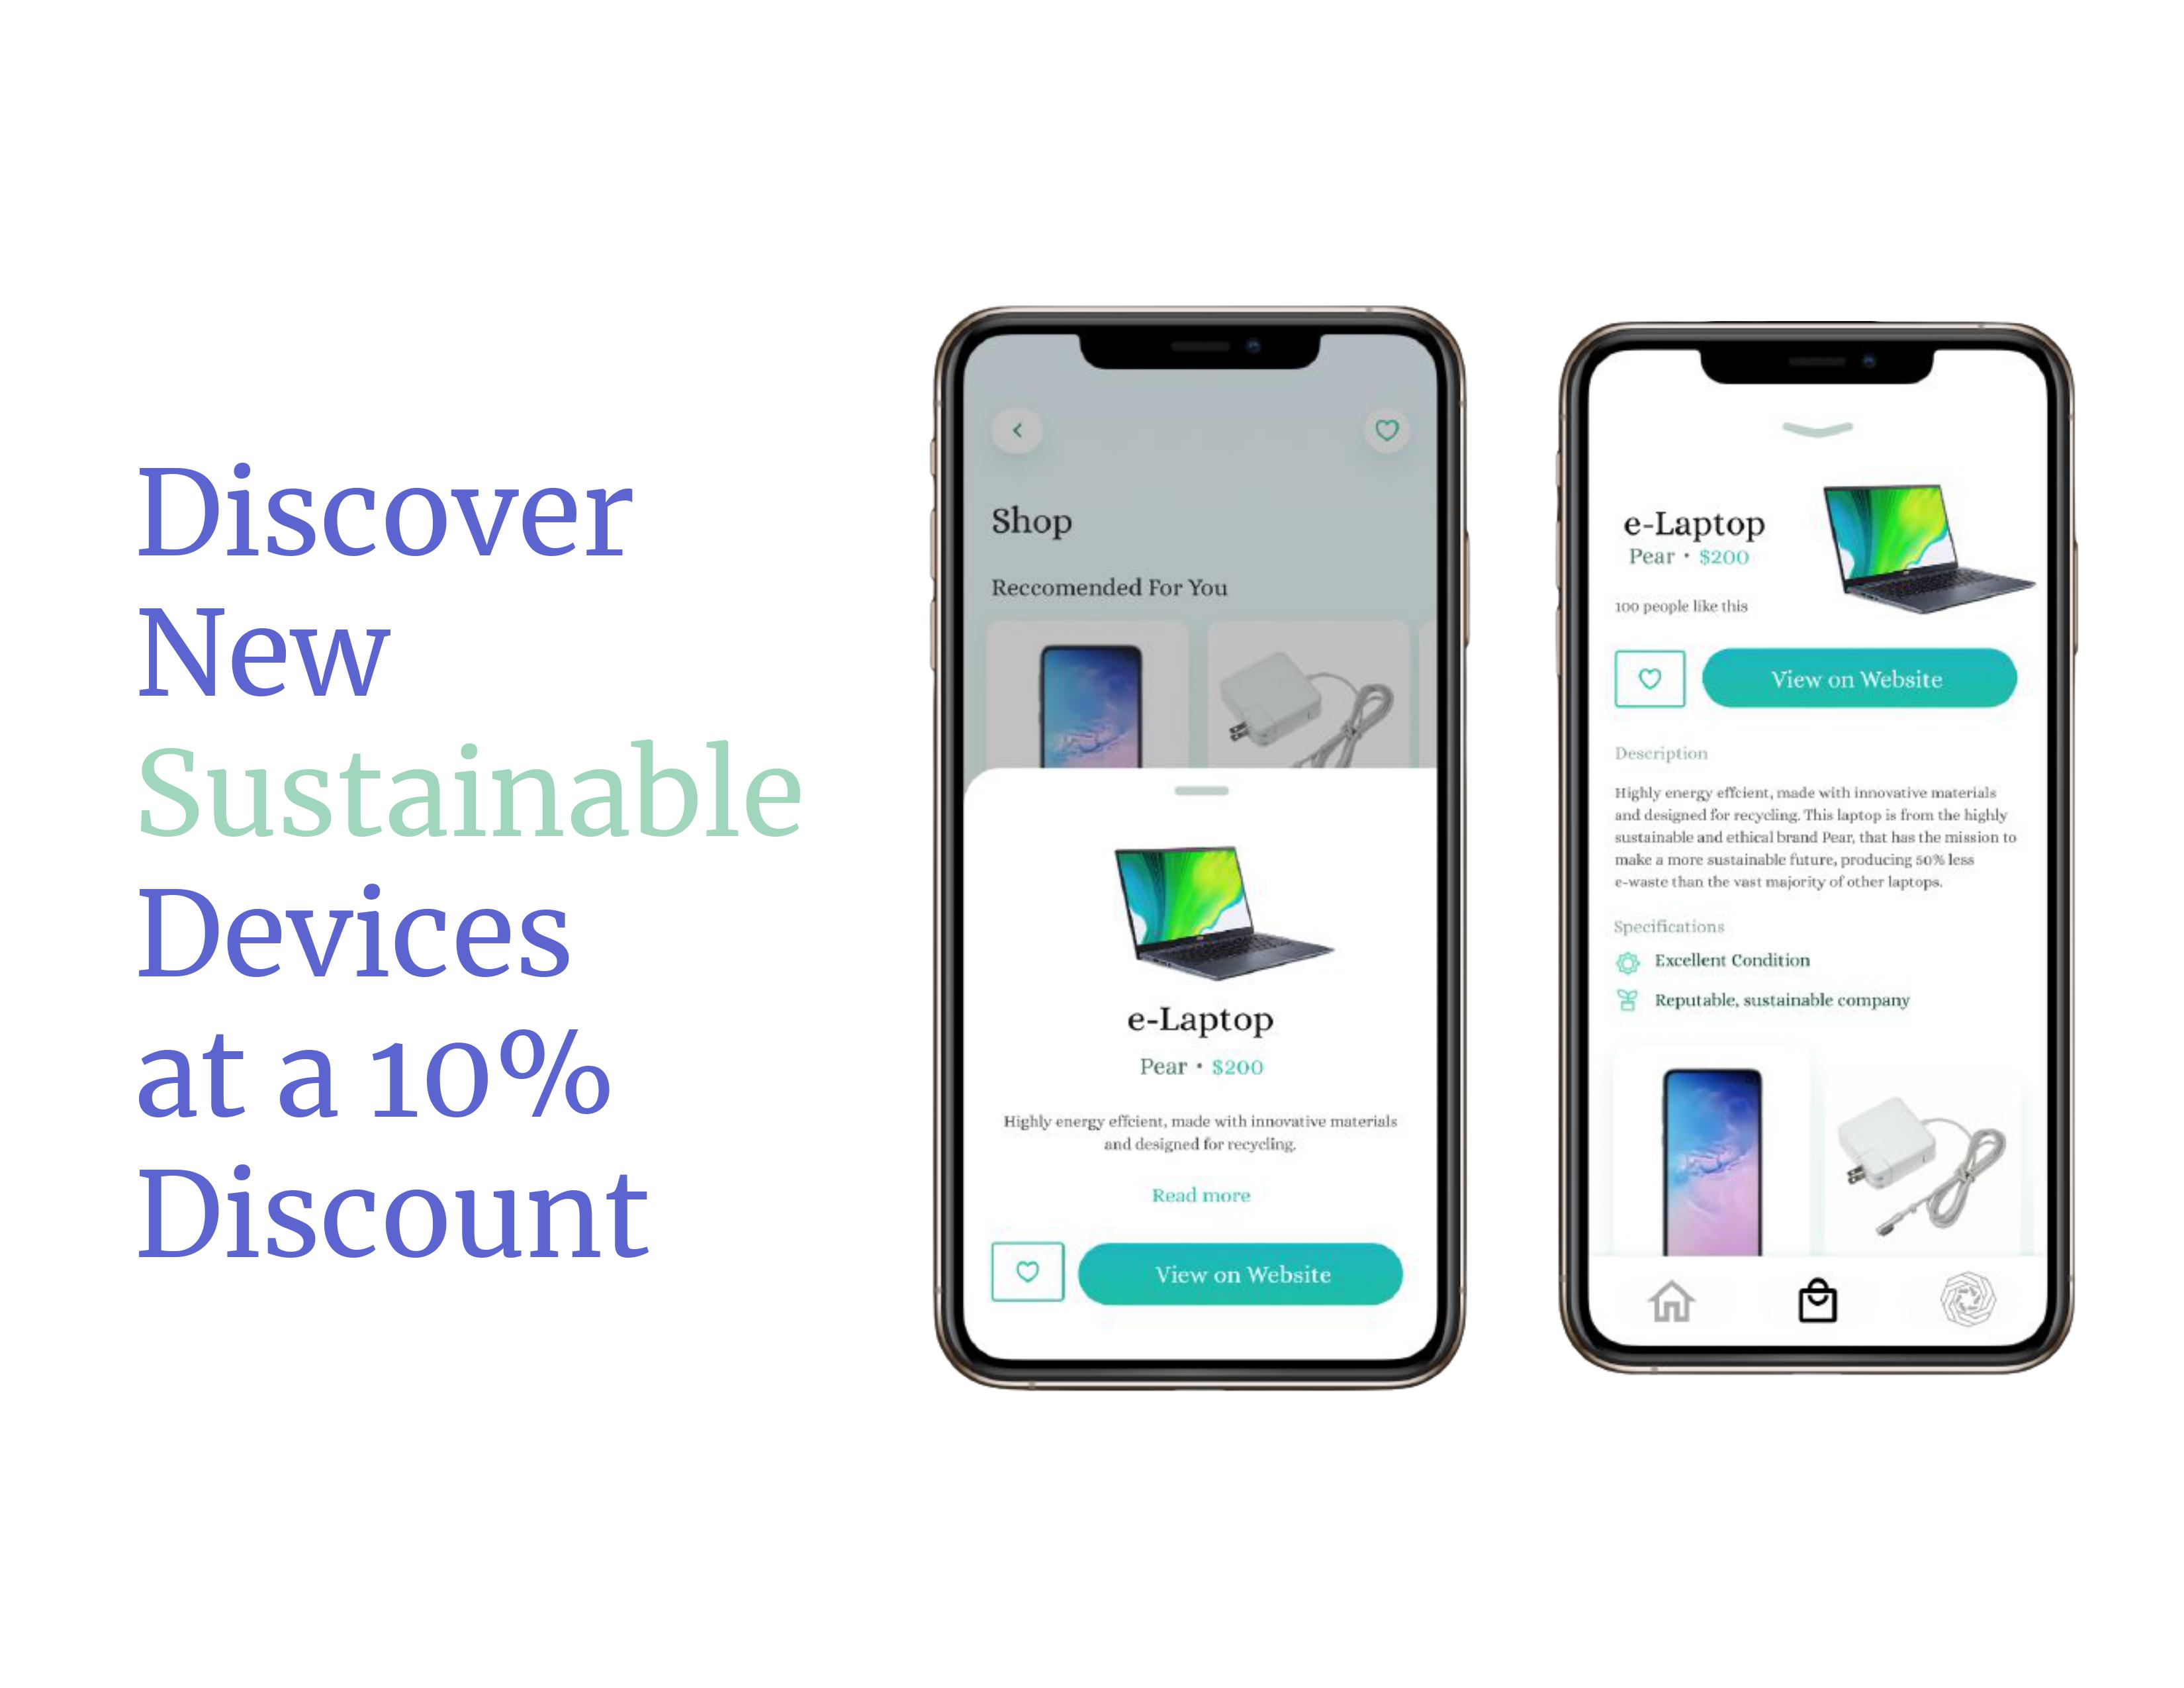 Discover
New
Sustainable
Devices
at a 10%
Discount
Shop
Reccomended For You
e-Laptop
Pear • $200
Highly energy effcient, made with innovative materials
and designed for recycling.
Read more
View on Website
e-Laptop
Pear • $200
100 people like this
View on Website
Description
Highly energy effcient, made with innovative materials
and designed for recycling. This laptop is from the highly
sustainable and ethical brand Pear, that has the mission to
make a more sustainable future, producing 50% less
e-waste than the vast majority of other laptops.
Specifications
Excellent Condition
Reputable, sustainable company